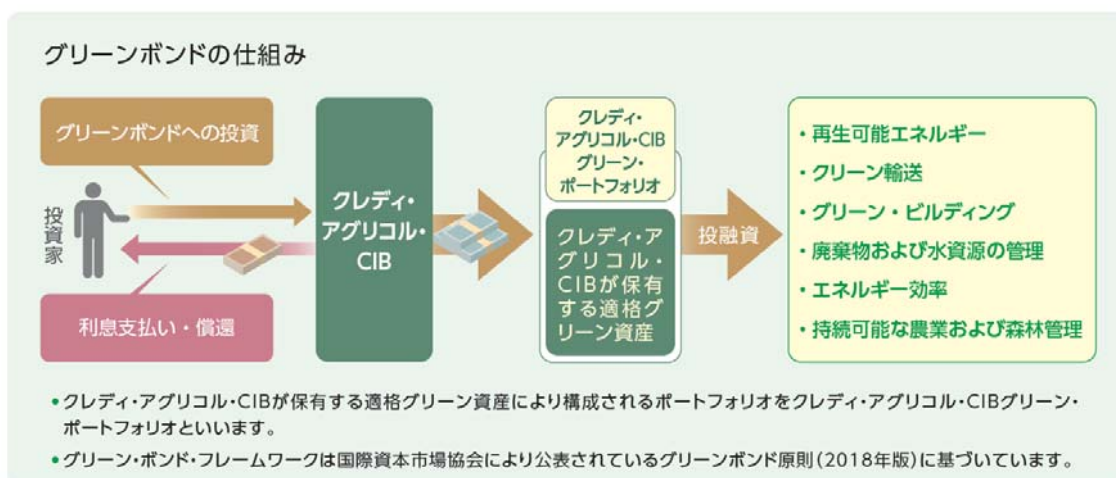 グリーンボンドの仕組み
グリーンボンドへの投資
投資家
利息支払い・償還
クレディ・
アグリコル・
CIB
クレディ・
アグリコル・CIB
グリーン・
ポートフォリオ
クレディ・ア
グリコル・
CIBが保有
する適格グ
リーン資産
投融資
・再生可能エネルギー
・クリーン輸送
・グリーン・ビルディング
・廃棄物および水資源の管理
・エネルギー効率
・持続可能な農業および森林管理
•クレディ・アグリコル・CIBが保有する適格グリーン資産により構成されるポートフォリオをクレディ・アグリコル・CIBグリーン・
ポートフォリオといいます。
•グリーン・ボンド・フレームワークは国際資本市場協会により公表されているグリーンボンド原則(2018年版)に基づいています。